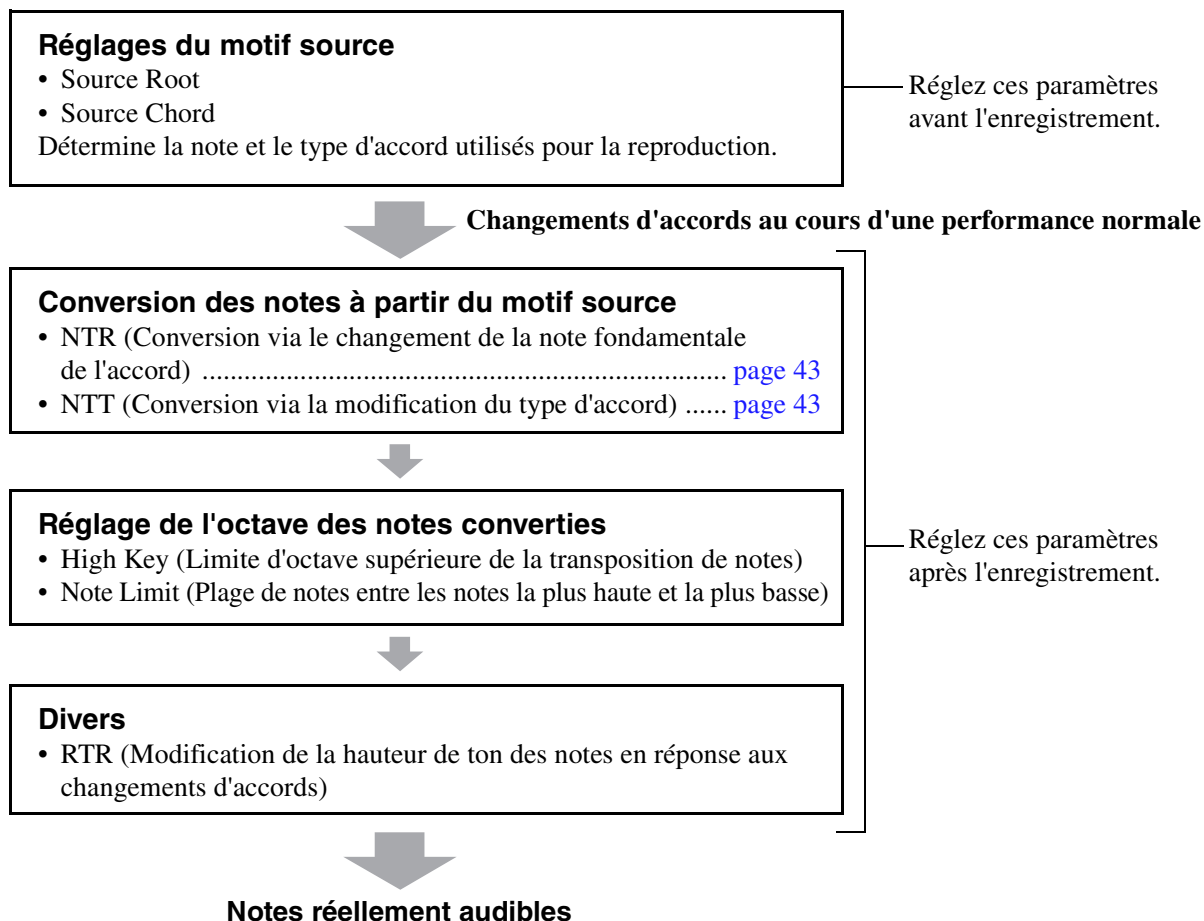 Réglages du motif source
• Source Root
• Source Chord
Détermine la note et le type d'accord utilisés pour la reproduction.
Réglez ces paramètres
avant l'enregistrement.
Changements d'accords au cours d'une performance normale
Conversion des notes à partir du motif source
• NTR (Conversion via le changement de la note fondamentale
de l'accord) ........................................................................ page 43
• NTT (Conversion via la modification du type d'accord) ...... page 43
Réglage de l'octave des notes converties
• High Key (Limite d'octave supérieure de la transposition de notes)
• Note Limit (Plage de notes entre les notes la plus haute et la plus basse)
Réglez ces paramètres
après l'enregistrement.
Divers
• RTR (Modification de la hauteur de ton des notes en réponse aux
changements d'accords)
Notes réellement audibles